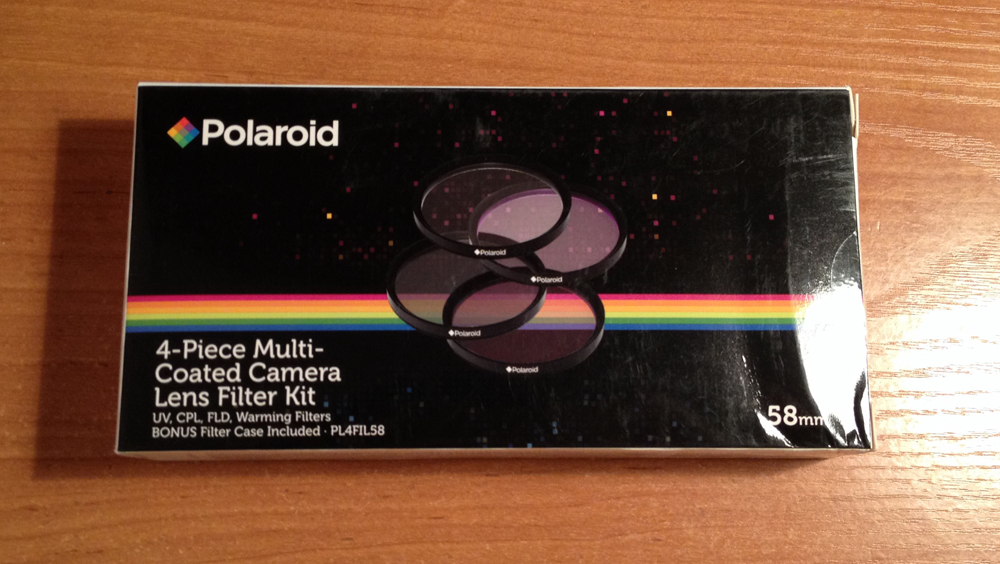 Polaroid
Polaroid
Polaroid
Polaroid
Polaroid
4-Piece Multi-
Coated Camera
Lens Filter Kit
UV, CPL, FLD, Warming Filters
BONUS Filter Case Included · PL4FIL58
58mm